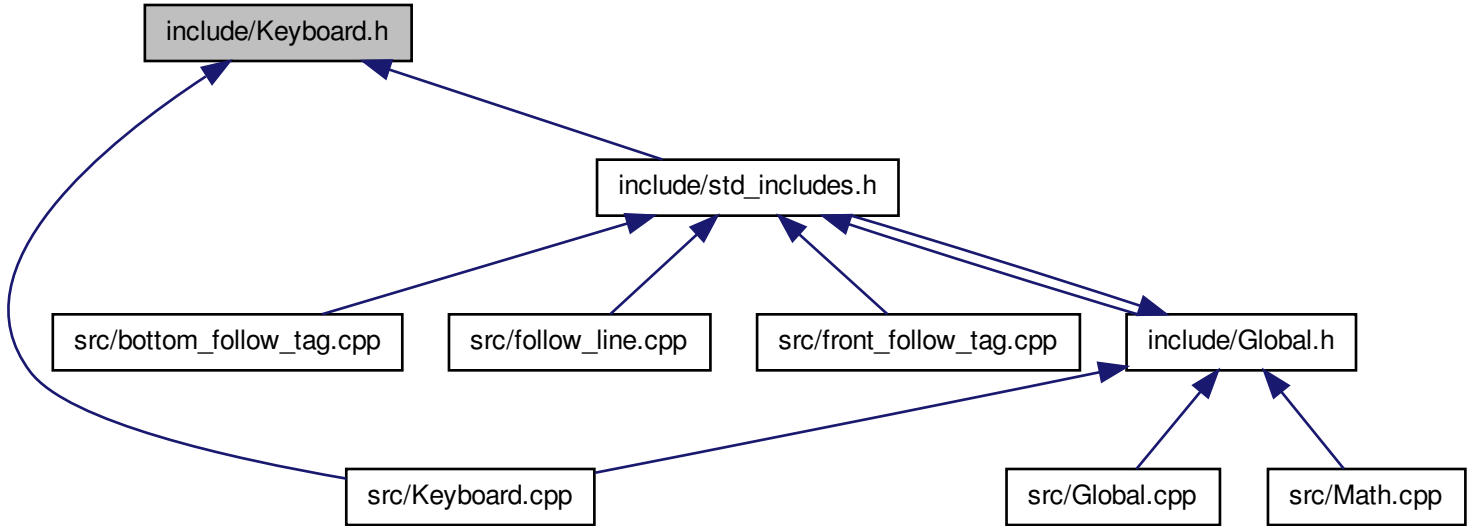 include/Keyboard.h
include/std_includes.h
src/bottom_follow_tag.cpp
src/follow_line.cpp
src/front_follow_tag.cpp
include/Global.h
src/Keyboard.cpp
src/Global.cpp
src/Math.cpp